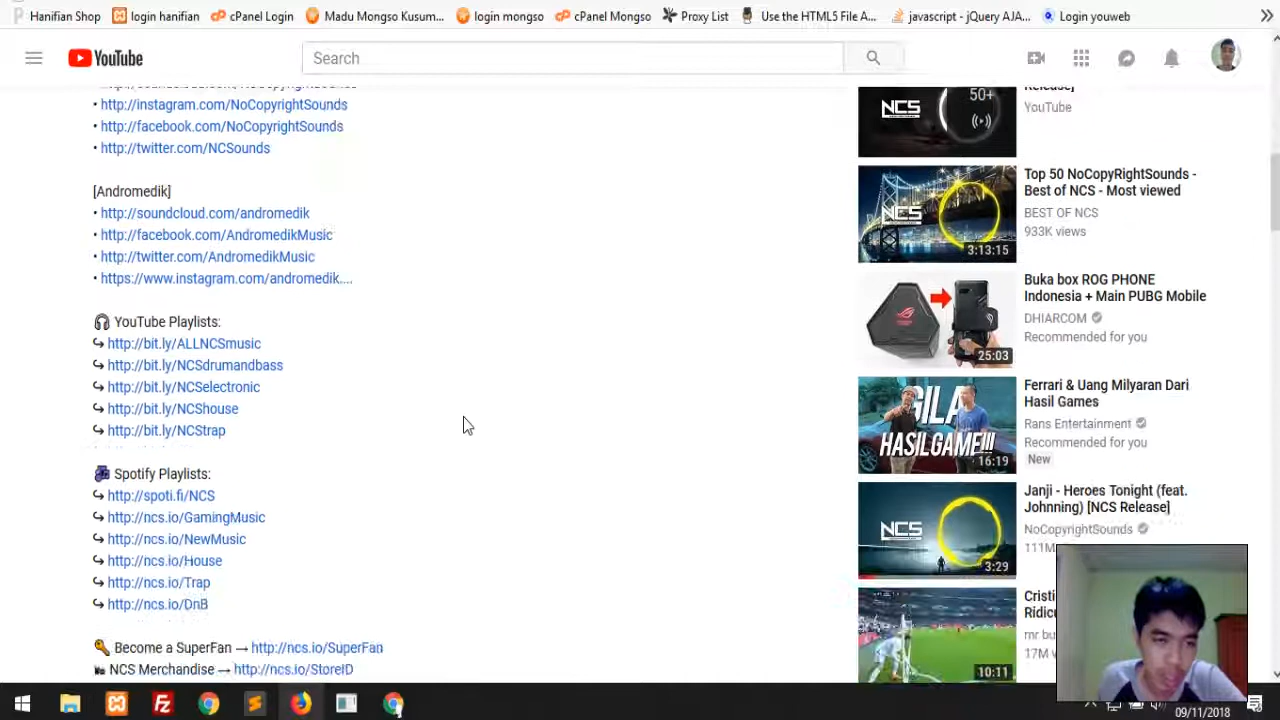 Hanifian Shop login hanifian cPanel Login Madu Mongso Kusum... login mongso cPanel Mongso Proxy List Use the HTML5 File A... javascript - jQuery AJA... Login youweb
YouTube Search
• http://instagram.com/NoCopyrightSounds
• http://facebook.com/NoCopyrightSounds
• http://twitter.com/NCSounds
[Andromedik]
• http://soundcloud.com/andromedik
• http://facebook.com/AndromedikMusic
• http://twitter.com/AndromedikMusic
• https://www.instagram.com/andromedik....
YouTube Playlists:
↪ http://bit.ly/ALLNCSmusic
↪ http://bit.ly/NCSdrumandbass
↪ http://bit.ly/NCSelectronic
↪ http://bit.ly/NCShouse
↪ http://bit.ly/NCStrap
Spotify Playlists:
↪ http://spoti.fi/NCS
↪ http://ncs.io/GamingMusic
↪ http://ncs.io/NewMusic
↪ http://ncs.io/House
↪ http://ncs.io/Trap
↪ http://ncs.io/DnB
Become a SuperFan → http://ncs.io/SuperFan
NCS Merchandise → http://ncs.io/StoreID
NCS 50+
Release]
YouTube
NCS
3:13:15
Top 50 NoCopyRightSounds -
Best of NCS - Most viewed
BEST OF NCS
933K views
25:03
Buka box ROG PHONE
Indonesia + Main PUBG Mobile
DHIARCOM
Recommended for you
GILA
HASILGAME!!!
16:19
Ferrari & Uang Milyaran Dari
Hasil Games
Rans Entertainment
Recommended for you
New
NCS
3:29
Janji - Heroes Tonight (feat.
Johnning) [NCS Release]
NoCopyrightSounds
111M
10:11
Cristi
Ridicu
mr bu
17M v
09/11/2018